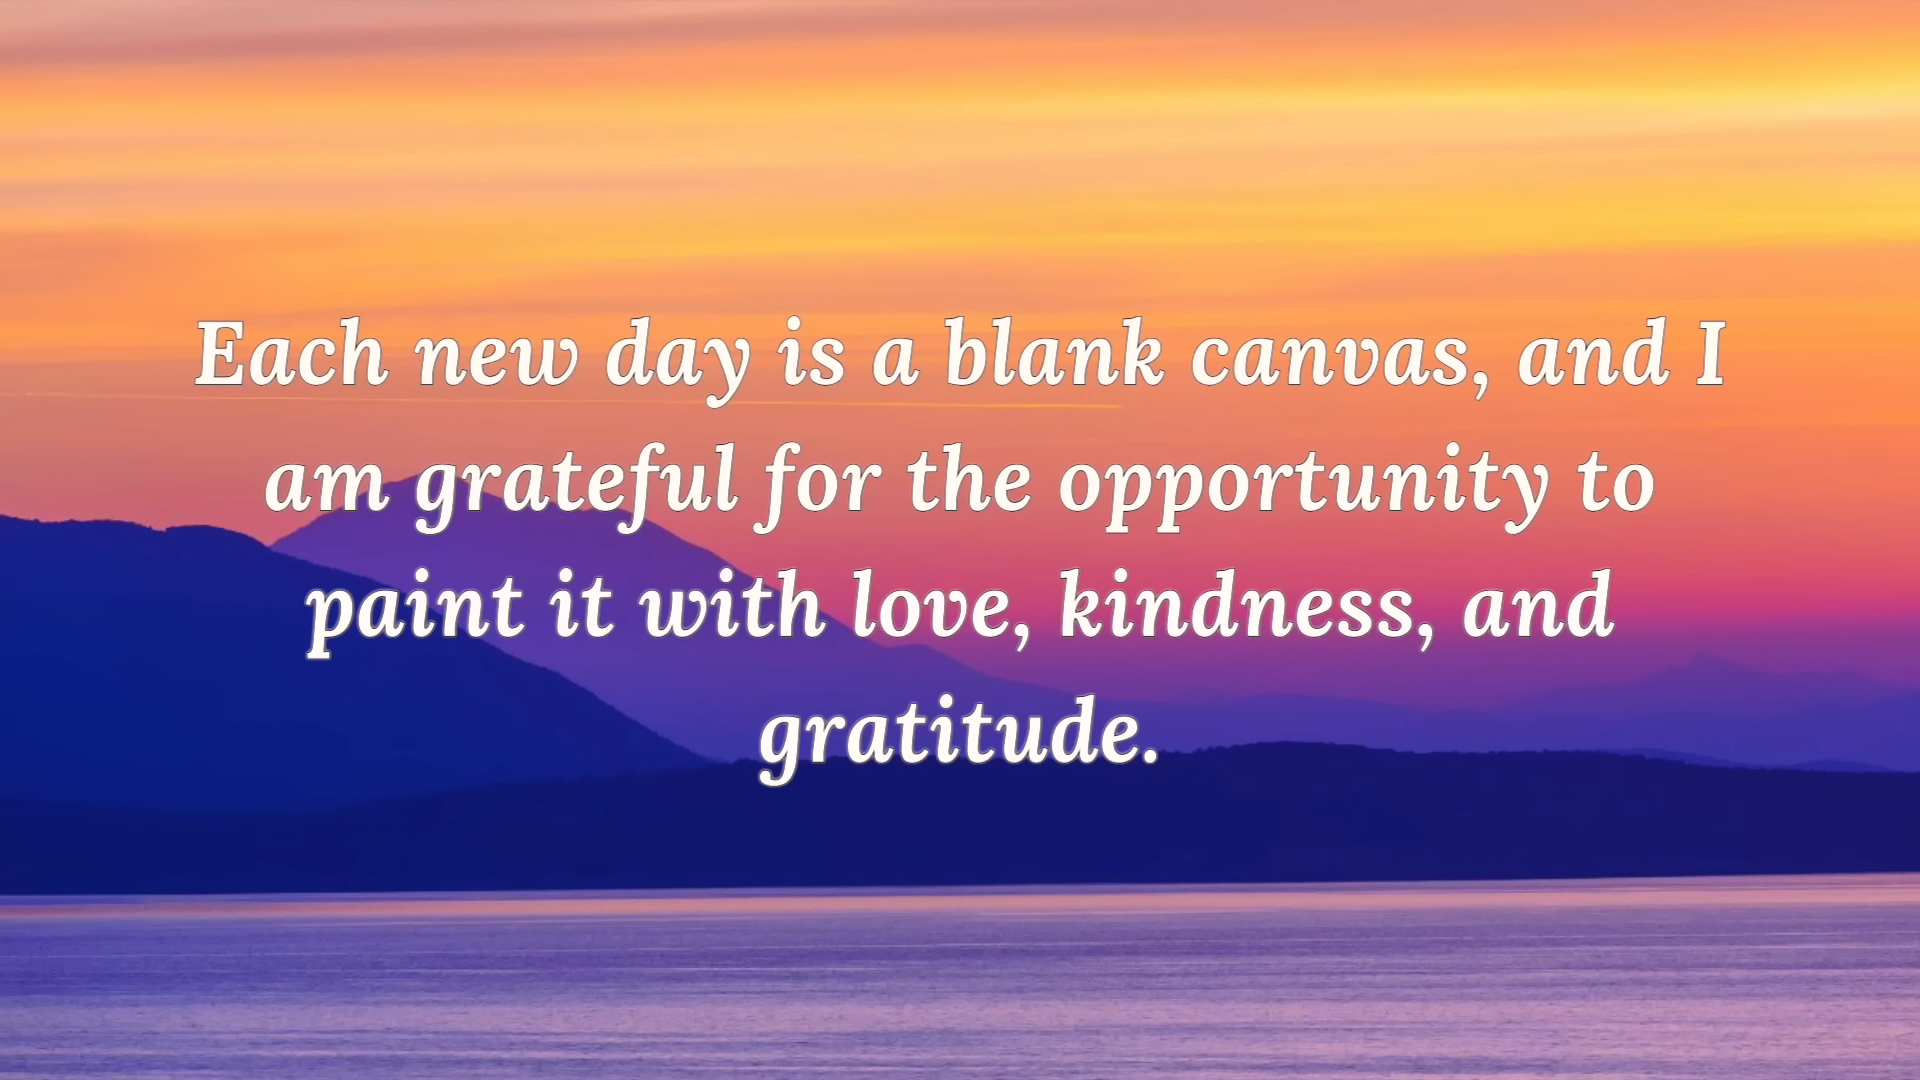 Each new day is a blank canvas, and I
am grateful for the opportunity to
paint it with love, kindness, and
gratitude.